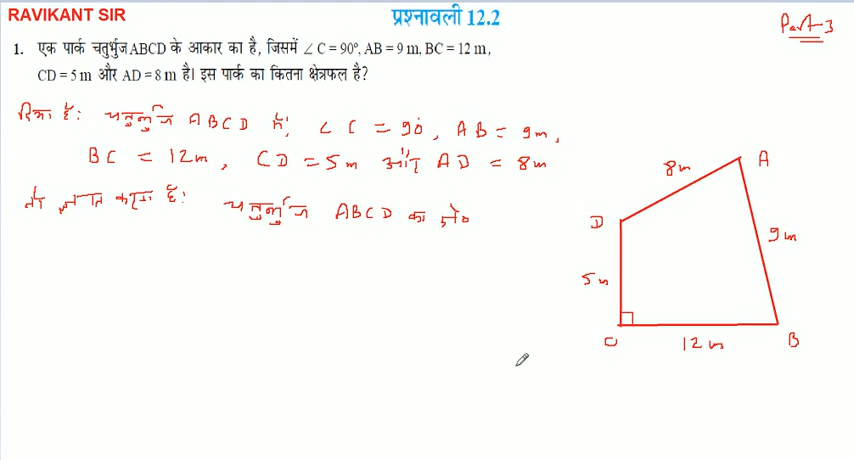 RAVIKANT SIR
प्रश्नावली 12.2
Part-3
1. एक पार्क चतुर्भुज ABCD के आकार का है, जिसमें ∠ C = 90°, AB = 9 m, BC = 12 m,
CD = 5 m और AD = 8 m है। इस पार्क का कितना क्षेत्रफल है?
दिया है: चतुर्भुज ABCD में, ∠C = 90°, AB = 9m,
BC = 12m, CD = 5m और AD = 8m
तो ज्ञात करना है: चतुर्भुज ABCD का क्षे०
A
8m
D
9m
5m
C
12m
B